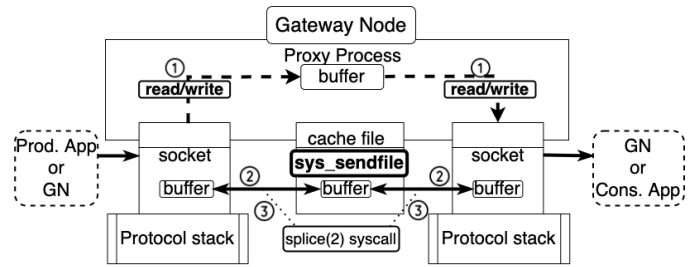 Gateway Node
Proxy Process
① ①
buffer
read/write read/write
Prod. App
or
GN
socket
buffer
cache file
sys_sendfile
buffer
socket
buffer
GN
or
Cons. App
② ②
③ ③
Protocol stack
splice(2) syscall
Protocol stack